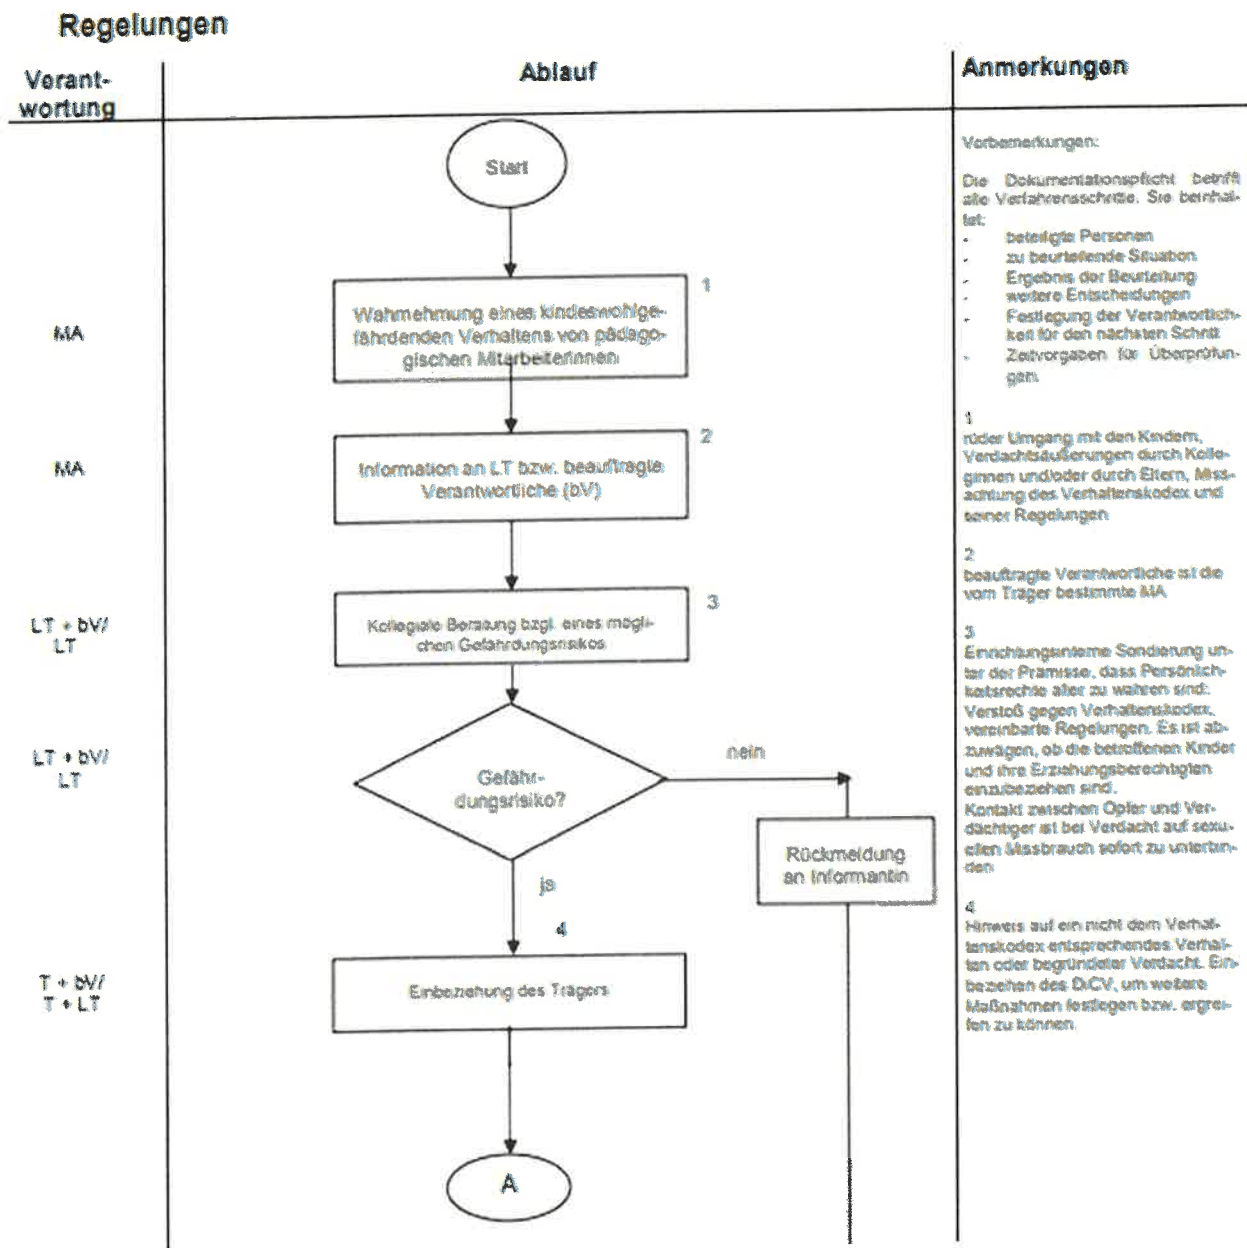 Regelungen
Verant-
wortung
Ablauf
Anmerkungen
Start
MA
Wahrnehmung eines kindeswohlge-
fährdenden Verhaltens von pädago-
gischen Mitarbeiter/innen
1
MA
Information an LT bzw. beauftragte
Verantwortliche (bV)
2
LT + bV/
LT
Kollegiale Beratung bzgl. eines mögli-
chen Gefährdungsrisikos
3
LT + bV/
LT
Gefähr-
dungsrisiko?
nein
Rückmeldung
an Informantin
ja
4
T + bV/
T + LT
Einbeziehung des Trägers
A
Vorbemerkungen:
Die Dokumentationspflicht betrifft
alle Verfahrensschritte. Sie beinhal-
tet:
- beteiligte Personen
- zu beurteilende Situation
- Ergebnis der Beurteilung
- weitere Entscheidungen
- Festlegung der Verantwortlich-
keit für den nächsten Schritt
- Zeitvorgaben für Überprüfun-
gen.
1
rüder Umgang mit den Kindern,
Verdachtsäußerungen durch Kolle-
ginnen und/oder durch Eltern, Miss-
achtung des Verhaltenskodex und
seiner Regelungen
2
beauftragte Verantwortliche ist die
vom Träger bestimmte MA
3
Einrichtungsinterne Sondierung un-
ter der Prämisse, dass Persönlich-
keitsrechte aller zu wahren sind:
Verstoß gegen Verhaltenskodex,
vereinbarte Regelungen. Es ist ab-
zuwägen, ob die betroffenen Kinder
und ihre Erziehungsberechtigten
einzubeziehen sind.
Kontakt zwischen Opfer und Ver-
dächtiger ist bei Verdacht auf sexu-
ellen Missbrauch sofort zu unterbin-
den
4
Hinweis auf ein nicht dem Verhal-
tenskodex entsprechendes Verhal-
ten oder begründeter Verdacht. Ein-
beziehen des DiCV, um weitere
Maßnahmen festlegen bzw. ergrei-
fen zu können.